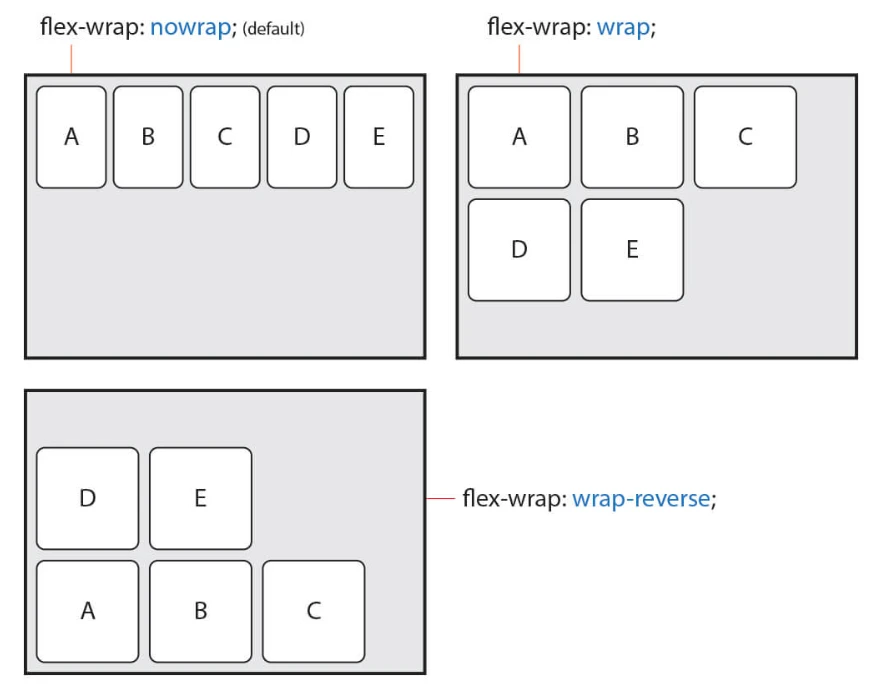 flex-wrap: nowrap; (default)
A B C D E
flex-wrap: wrap;
A B C
D E
D E
A B C
flex-wrap: wrap-reverse;